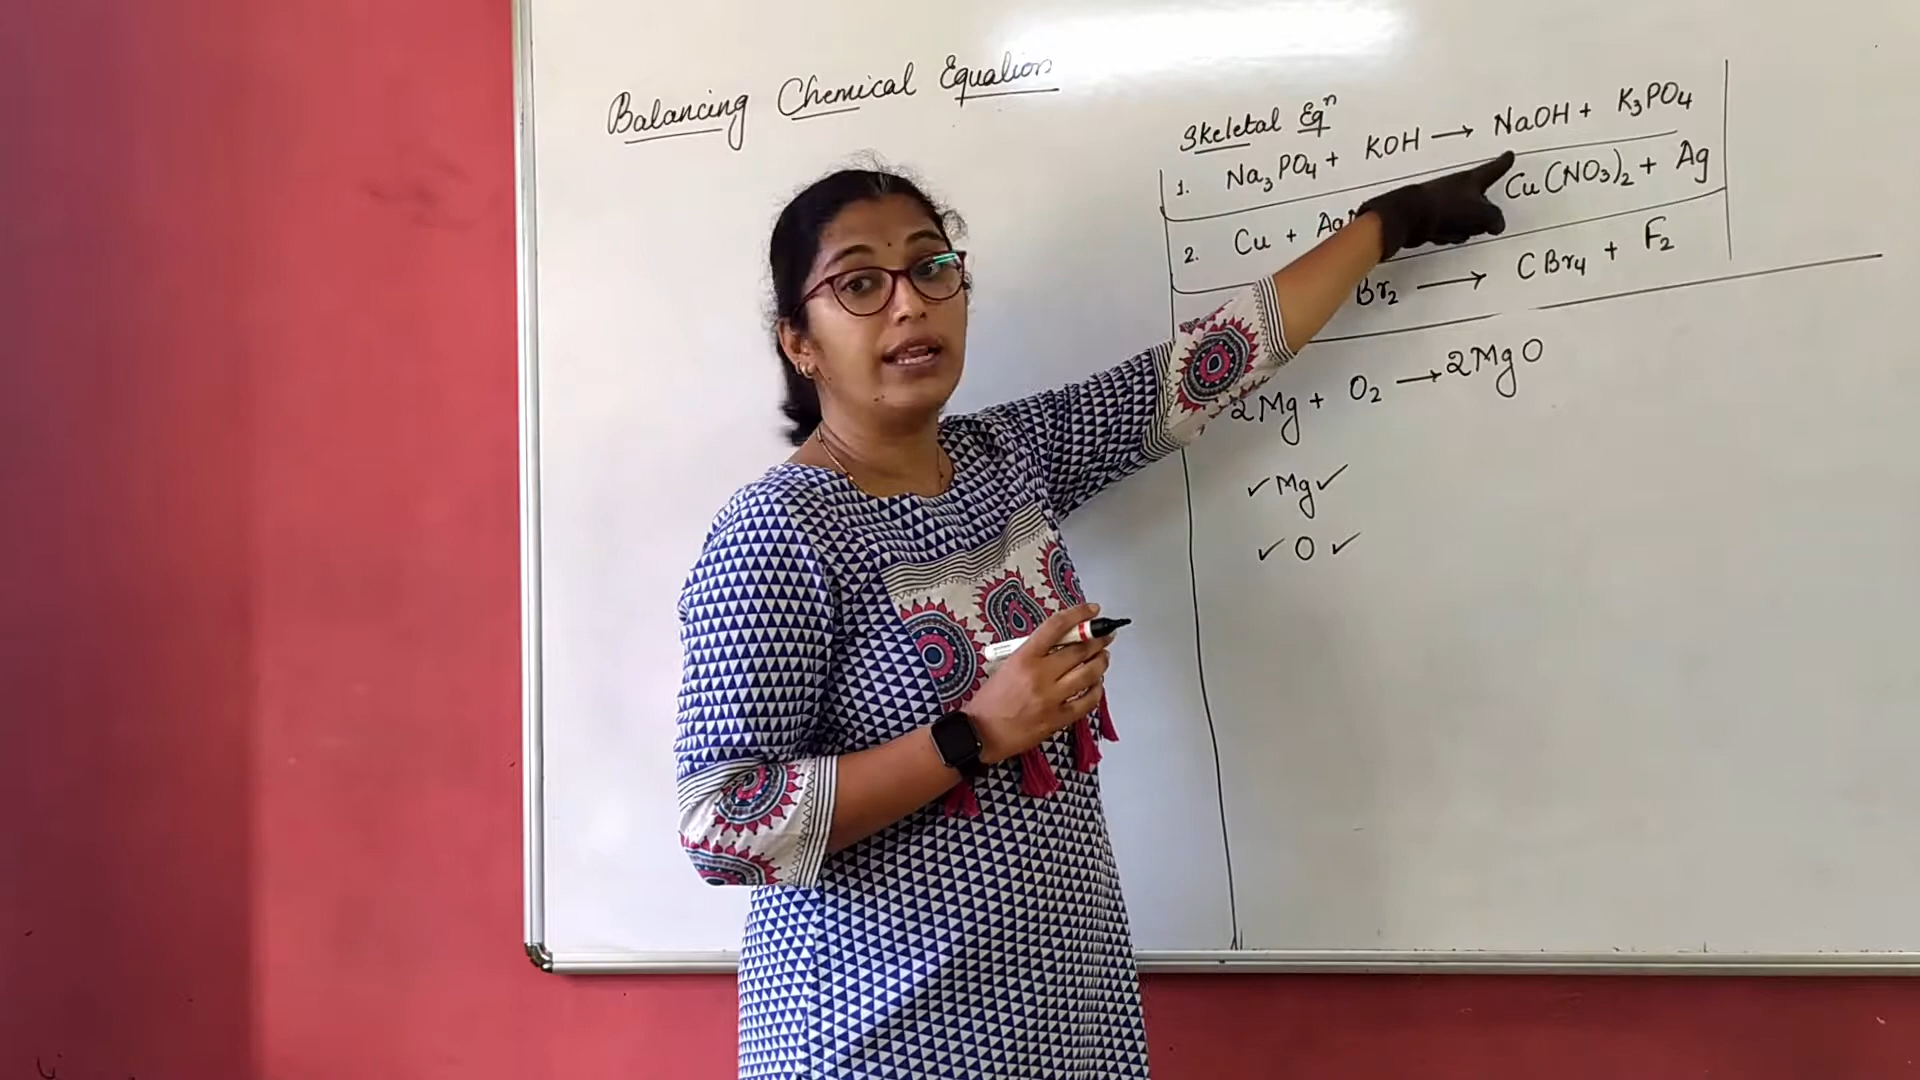 Balancing Chemical Equation
Skeletal Eqⁿ
1. Na₃PO₄ + KOH → NaOH + K₃PO₄
2. Cu + Ag Cu(NO₃)₂ + Ag
Br₂ → CBr₄ + F₂
2Mg + O₂ → 2MgO
✓ Mg ✓
✓ O ✓